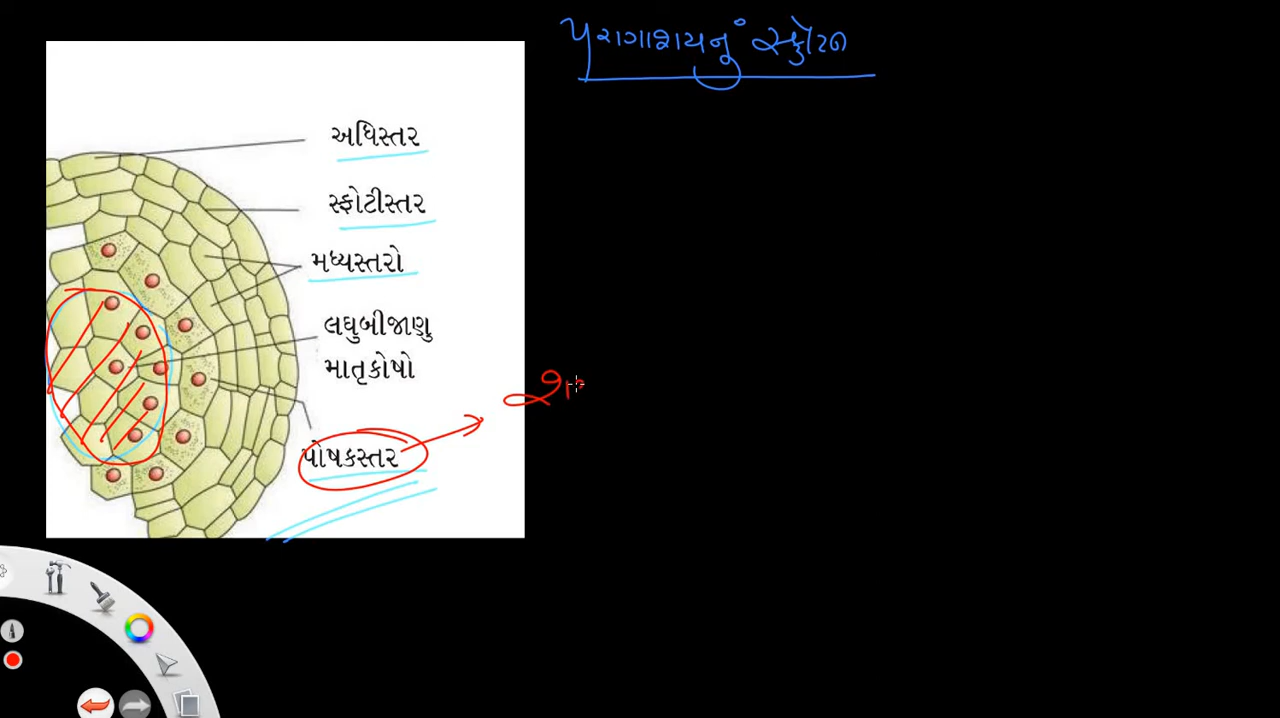 પરાગાશયનું સ્ફોટન
અધિસ્તર
સ્ફોટીસ્તર
મધ્યસ્તરો
લઘુબીજાણુ
માતૃકોષો
પોષકસ્તર